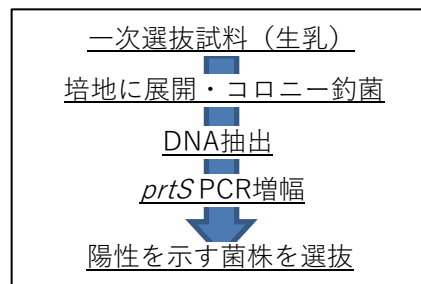 一次選抜試料（生乳）
培地に展開・コロニー釣菌
DNA抽出
prtS PCR増幅
陽性を示す菌株を選抜